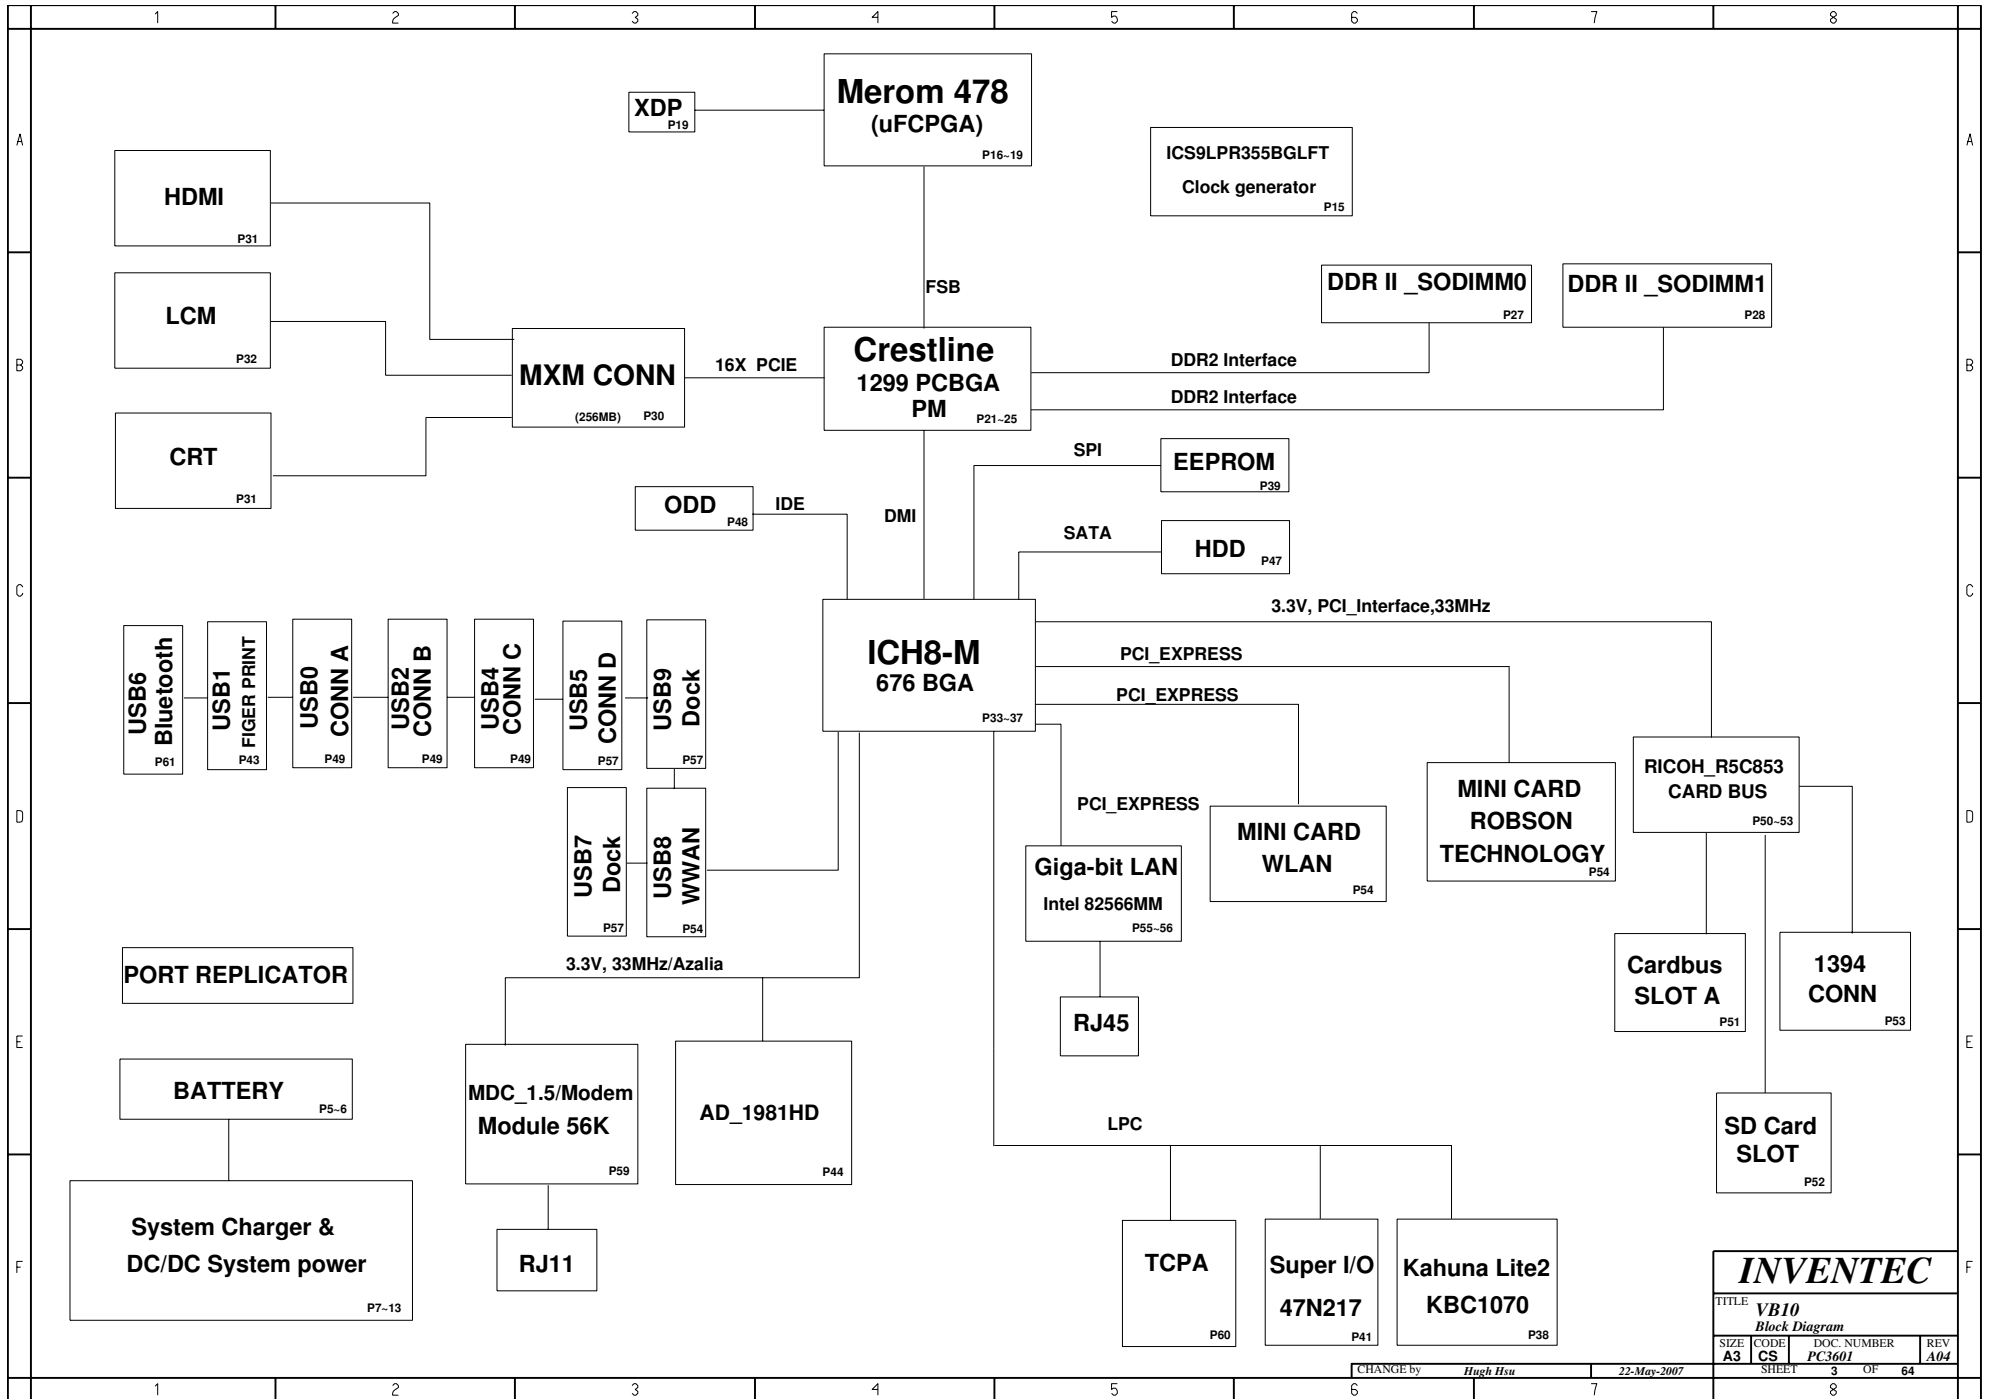 1 2 3 4 5 6 7 8
A
A
B
B
C
C
D
D
E
E
F
F
Merom 478
(uFCPGA)
P16~19
XDP
P19
ICS9LPR355BGLFT
Clock generator
P15
HDMI
P31
LCM
P32
CRT
P31
FSB
DDR II _SODIMM0
P27
DDR II _SODIMM1
P28
MXM CONN
(256MB) P30
16X PCIE
Crestline
1299 PCBGA
PM
P21~25
DDR2 Interface
DDR2 Interface
SPI
EEPROM
P39
ODD
P48
IDE
DMI
SATA
HDD
P47
3.3V, PCI_Interface,33MHz
ICH8-M
676 BGA
P33~37
PCI_EXPRESS
PCI_EXPRESS
PCI_EXPRESS
USB6
Bluetooth
P61
USB1
FIGER PRINT
P43
USB0
CONN A
P49
USB2
CONN B
P49
USB4
CONN C
P49
USB5
CONN D
P57
USB9
Dock
P57
USB7
Dock
P57
USB8
WWAN
P54
RICOH_R5C853
CARD BUS
P50~53
MINI CARD
ROBSON
TECHNOLOGY
P54
MINI CARD
WLAN
P54
Giga-bit LAN
Intel 82566MM
P55~56
RJ45
Cardbus
SLOT A
P51
1394
CONN
P53
SD Card
SLOT
P52
PORT REPLICATOR
3.3V, 33MHz/Azalia
BATTERY
P5~6
MDC_1.5/Modem
Module 56K
P59
AD_1981HD
P44
System Charger &
DC/DC System power
P7~13
RJ11
LPC
TCPA
P60
Super I/O
47N217
P41
Kahuna Lite2
KBC1070
P38
INVENTEC
TITLE
VB10
Block Diagram
SIZE CODE DOC. NUMBER REV
A3 CS PC3601 A04
CHANGE by Hugh Hsu 22-May-2007 SHEET 3 OF 64
1 2 3 4 5 6 7 8